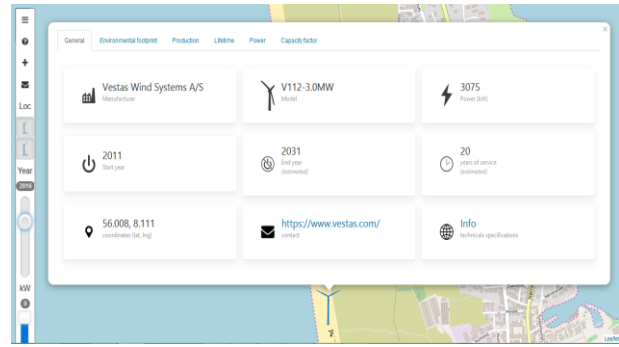 General Environmental footprint Production Lifetime Power Capacity factor
×
Vestas Wind Systems A/S
Manufacturer
V112-3.0MW
Model
3075
Power (kW)
2011
Start year
2031
End year
(estimated)
20
years of service
(estimated)
56.008, 8.111
coordinates (lat, lng)
https://www.vestas.com/
contact
Info
technicals specifications
Loc
Year
2016
kW
0
Leaflet